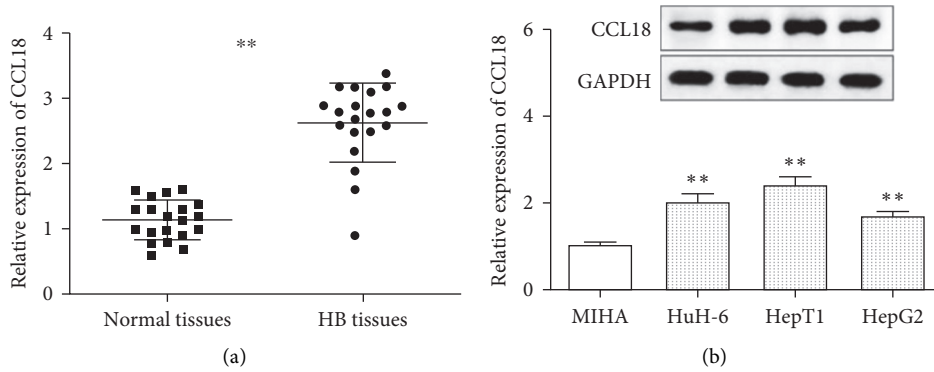 Relative expression of CCL18
4
3
2
1
0
**
Normal tissues
HB tissues
(a)
Relative expression of CCL18
6
4
2
0
CCL18
GAPDH
**
**
**
MIHA
HuH-6
HepT1
HepG2
(b)